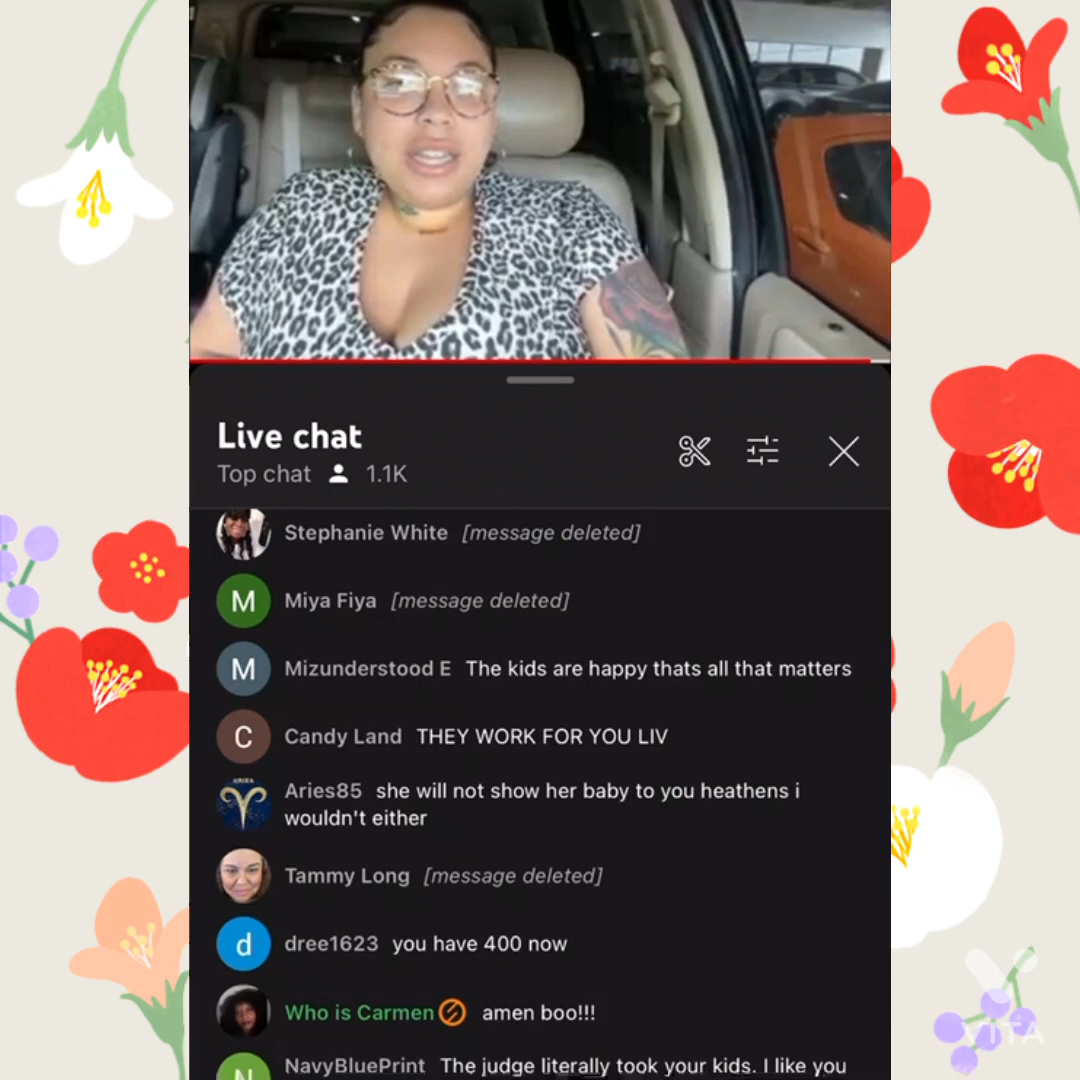 Live chat
Top chat 1.1K
Stephanie White [message deleted]
M Miya Fiya [message deleted]
M Mizunderstood E The kids are happy thats all that matters
C Candy Land THEY WORK FOR YOU LIV
ARIES
Aries85 she will not show her baby to you heathens i
wouldn't either
Tammy Long [message deleted]
d dree1623 you have 400 now
Who is Carmen amen boo!!!
N NavyBluePrint The judge literally took your kids. I like you
VITA